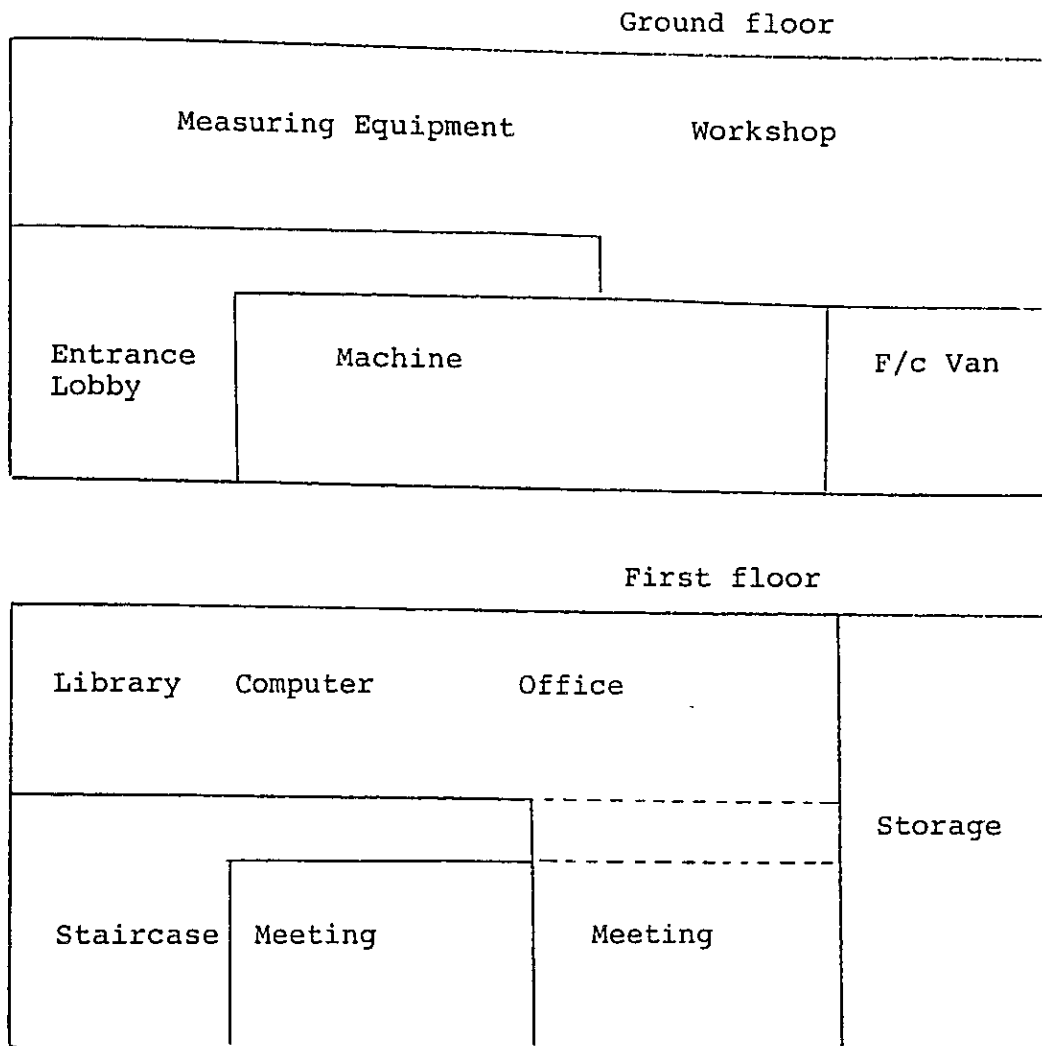 Ground floor
Measuring Equipment Workshop
Entrance Machine F/c Van
Lobby
First floor
Library Computer Office
Storage
Staircase Meeting Meeting